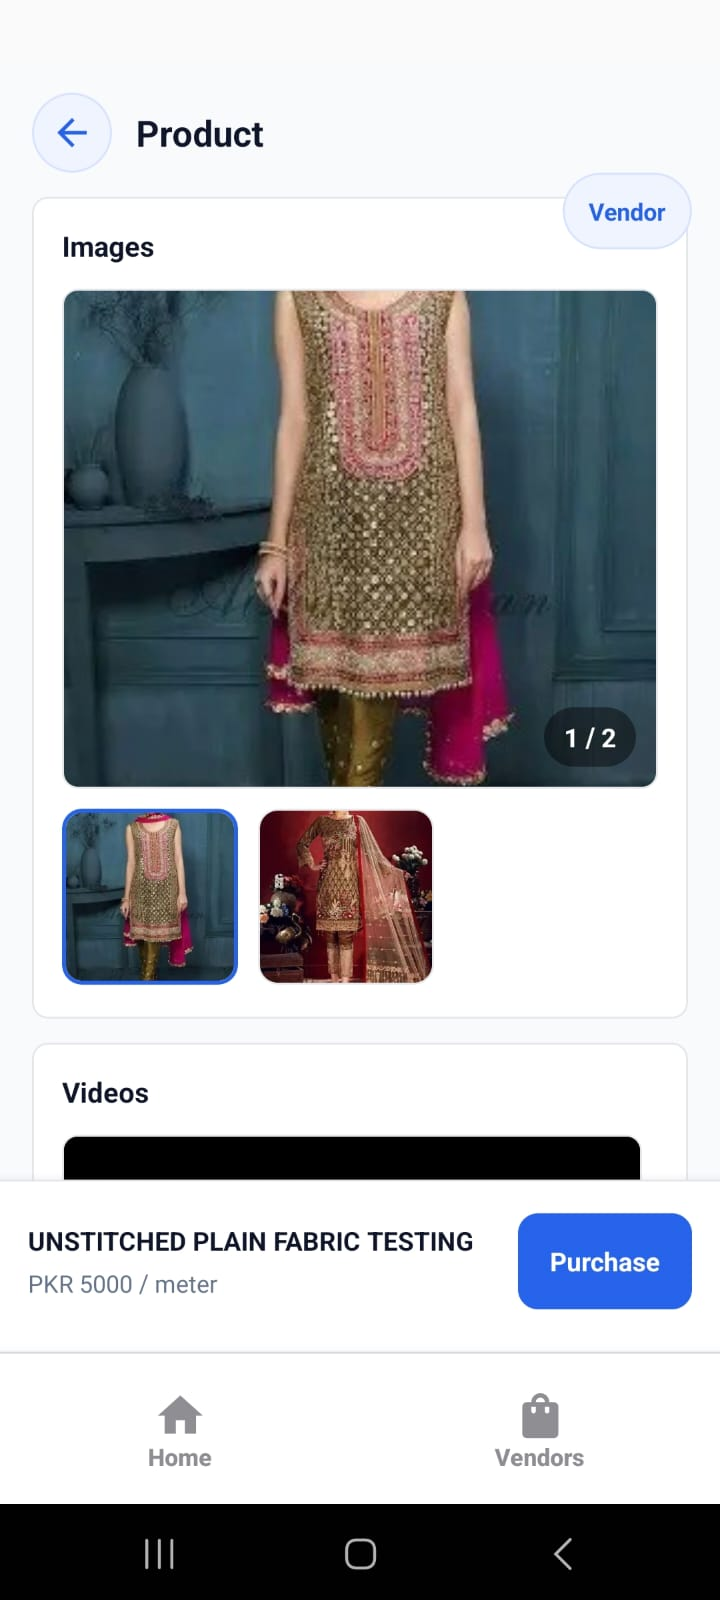 Product
Vendor
Images
1 / 2
Videos
UNSTITCHED PLAIN FABRIC TESTING
PKR 5000 / meter
Purchase
Home
Vendors